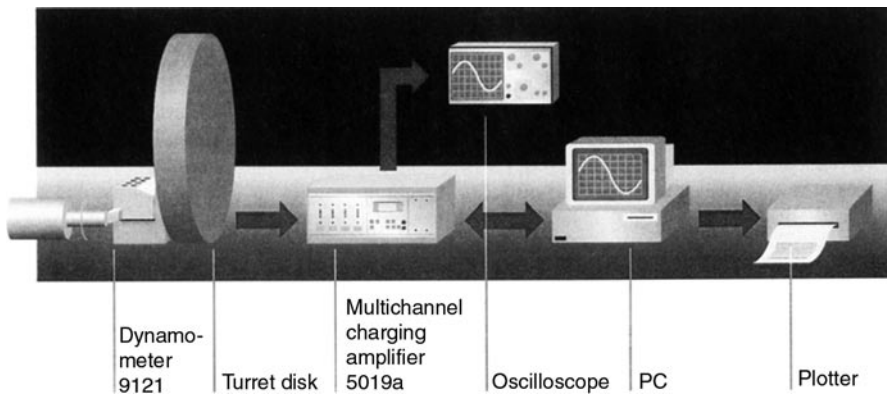 Dynamo-
meter
9121
Turret disk
Multichannel
charging
amplifier
5019a
Oscilloscope
PC
Plotter